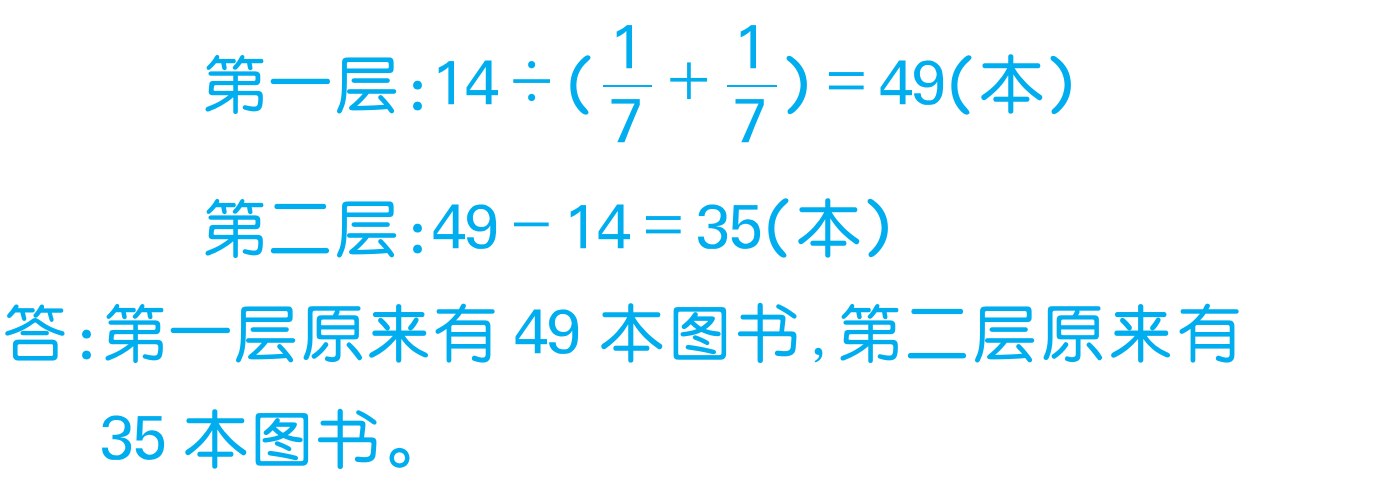 第一层:14÷(1/7+1/7)=49(本)
第二层:49-14=35(本)
答:第一层原来有 49 本图书,第二层原来有
35 本图书。